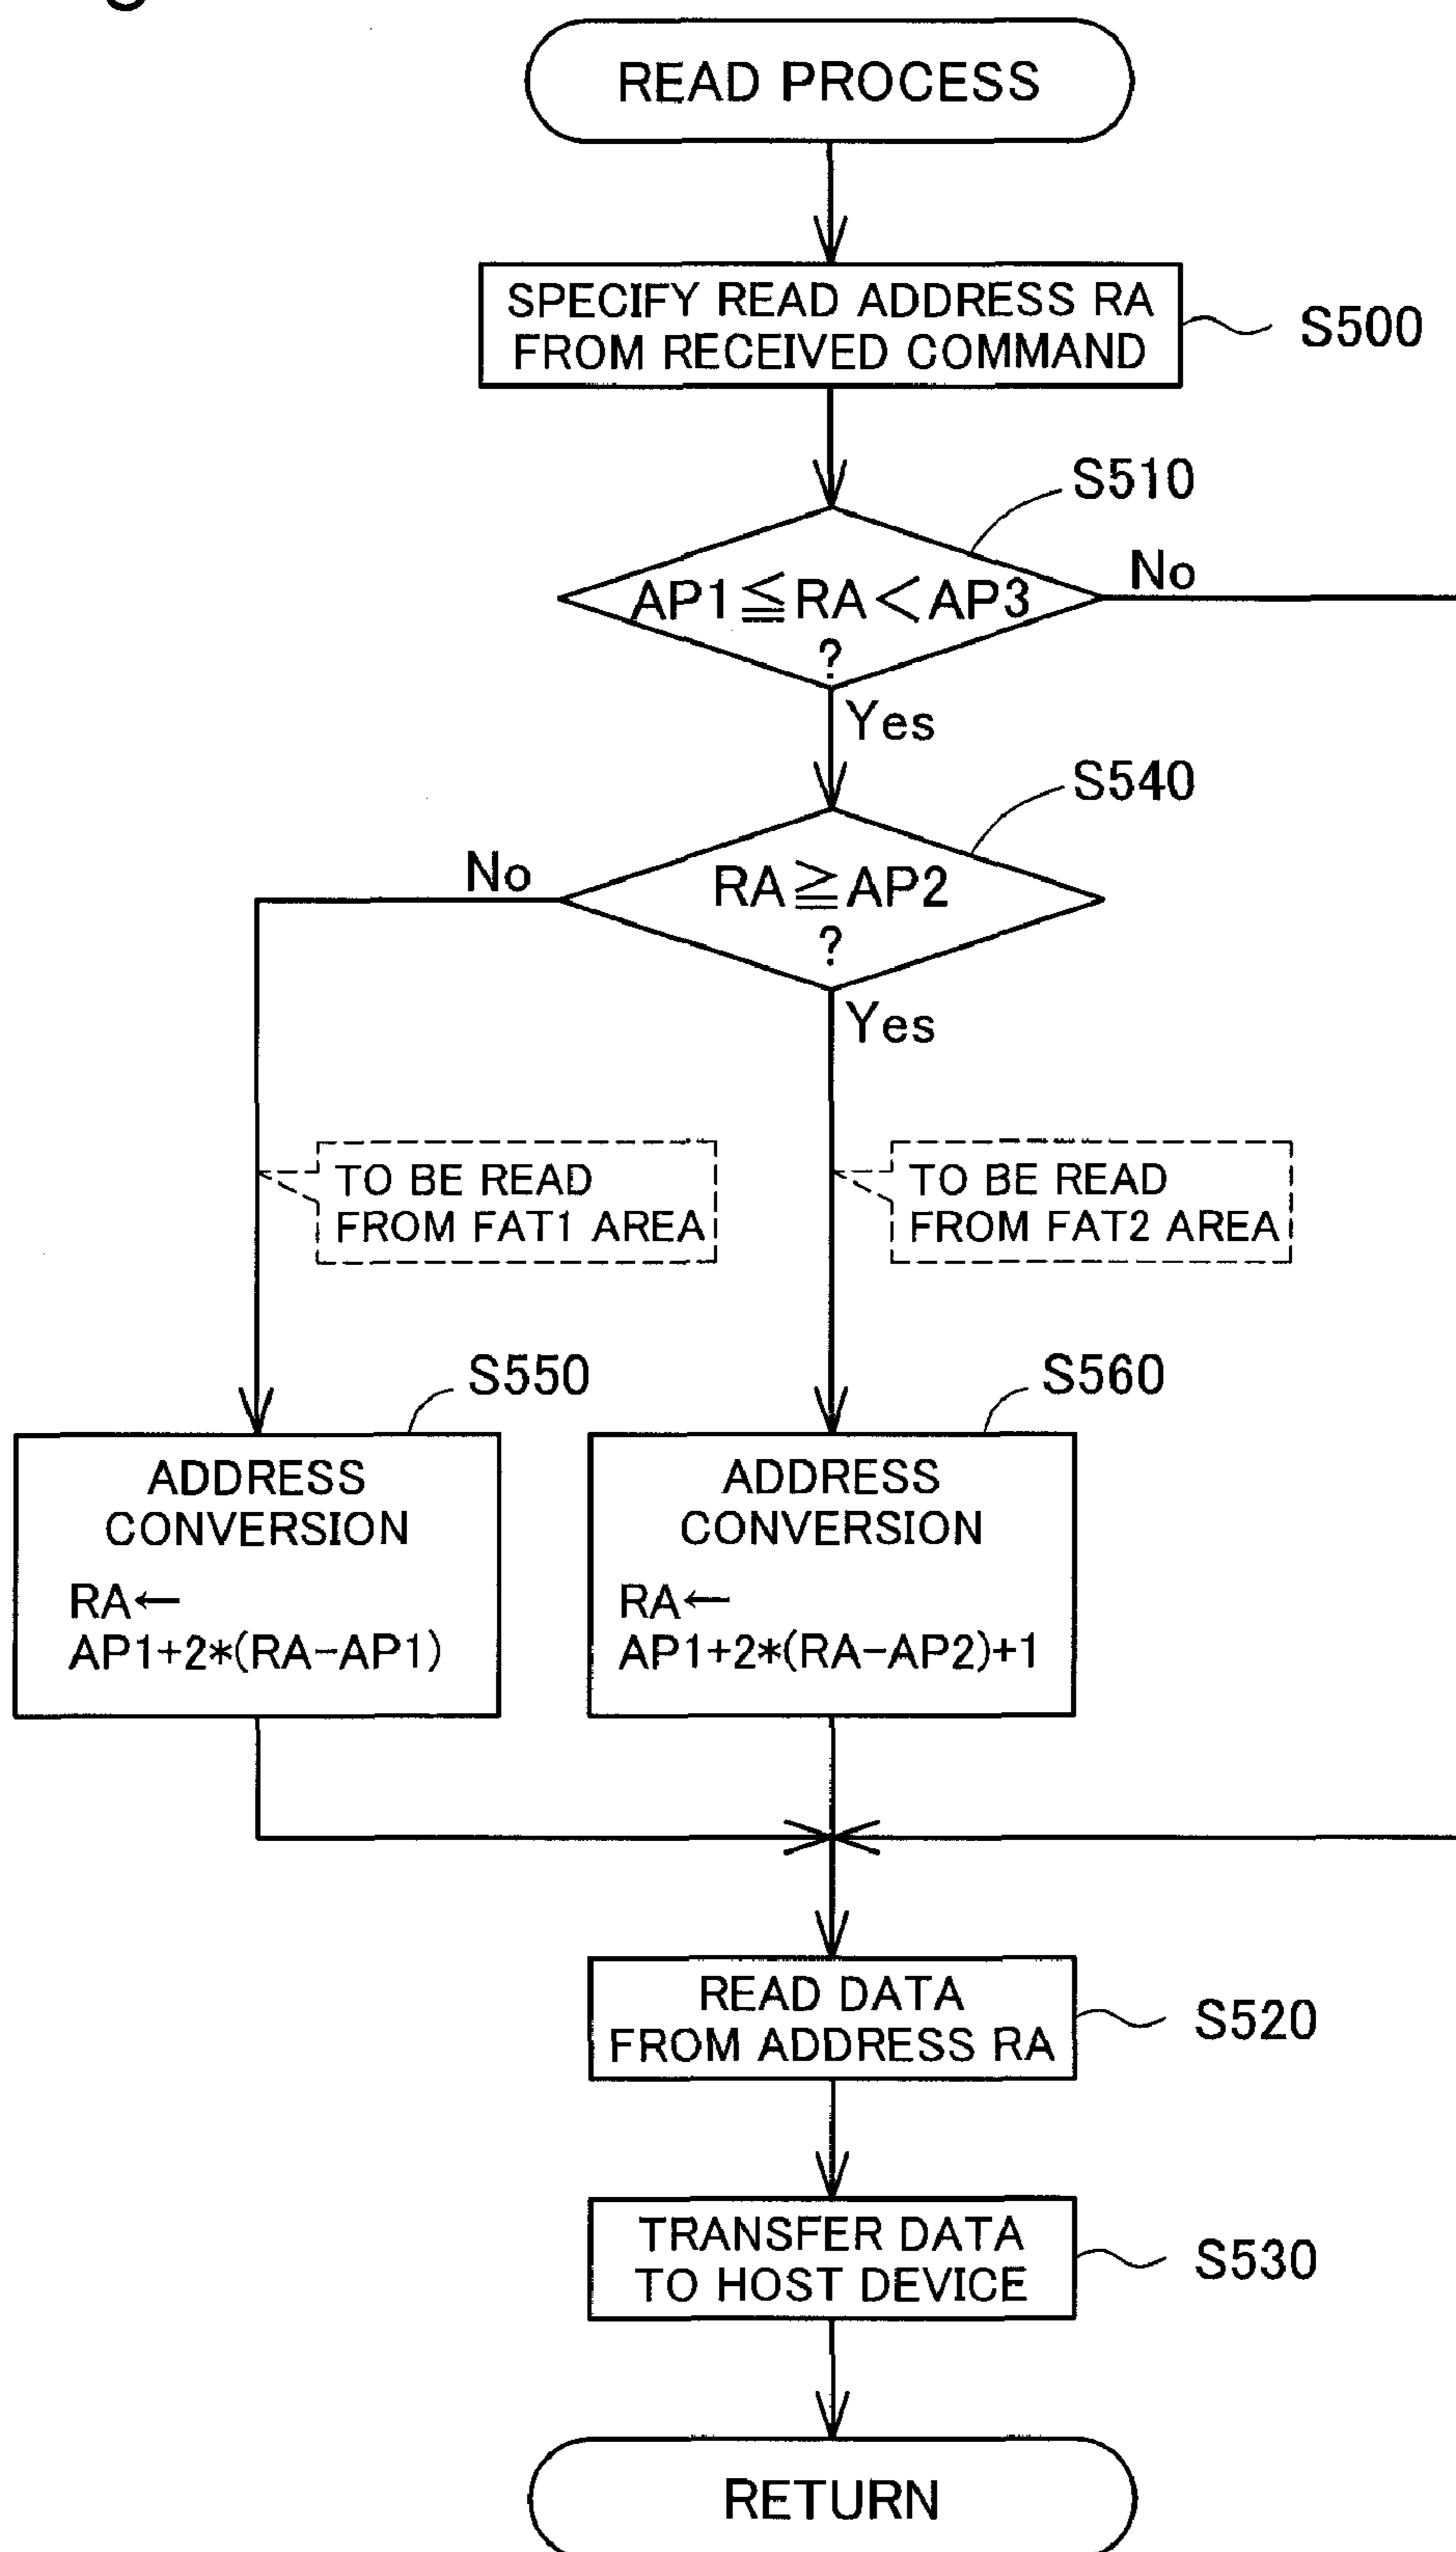 READ PROCESS
SPECIFY READ ADDRESS RA
FROM RECEIVED COMMAND
S500
S510
AP1≦RA<AP3
?
No
Yes
S540
RA≧AP2
?
No
Yes
TO BE READ
FROM FAT1 AREA
TO BE READ
FROM FAT2 AREA
S550
ADDRESS
CONVERSION
RA←
AP1+2*(RA-AP1)
S560
ADDRESS
CONVERSION
RA←
AP1+2*(RA-AP2)+1
READ DATA
FROM ADDRESS RA
S520
TRANSFER DATA
TO HOST DEVICE
S530
RETURN